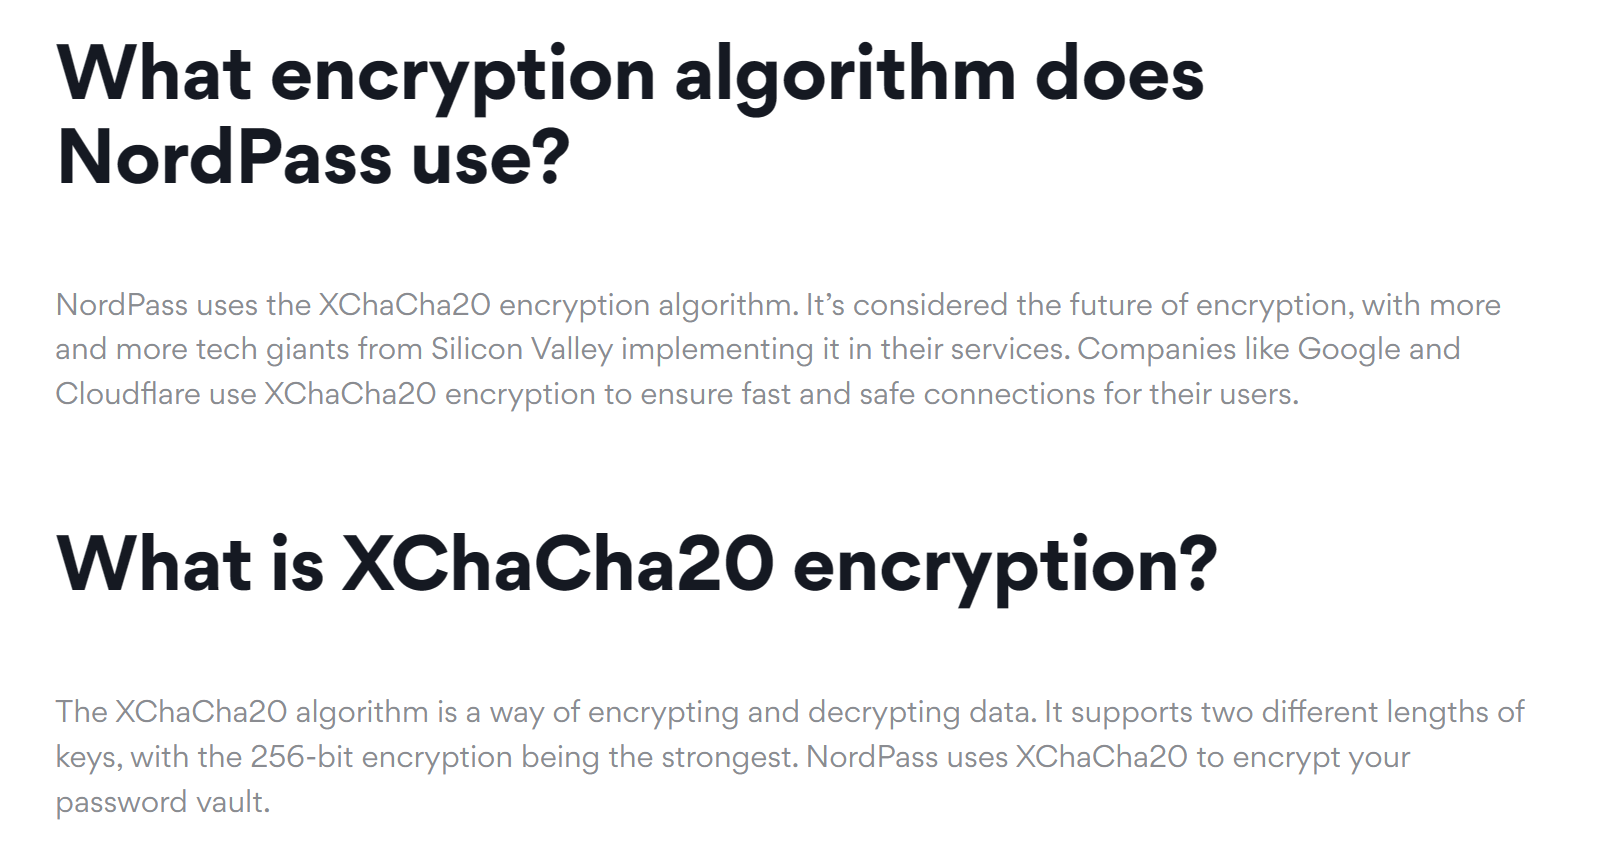 What encryption algorithm does
NordPass use?
NordPass uses the XChaCha20 encryption algorithm. It’s considered the future of encryption, with more
and more tech giants from Silicon Valley implementing it in their services. Companies like Google and
Cloudflare use XChaCha20 encryption to ensure fast and safe connections for their users.
What is XChaCha20 encryption?
The XChaCha20 algorithm is a way of encrypting and decrypting data. It supports two different lengths of
keys, with the 256-bit encryption being the strongest. NordPass uses XChaCha20 to encrypt your
password vault.